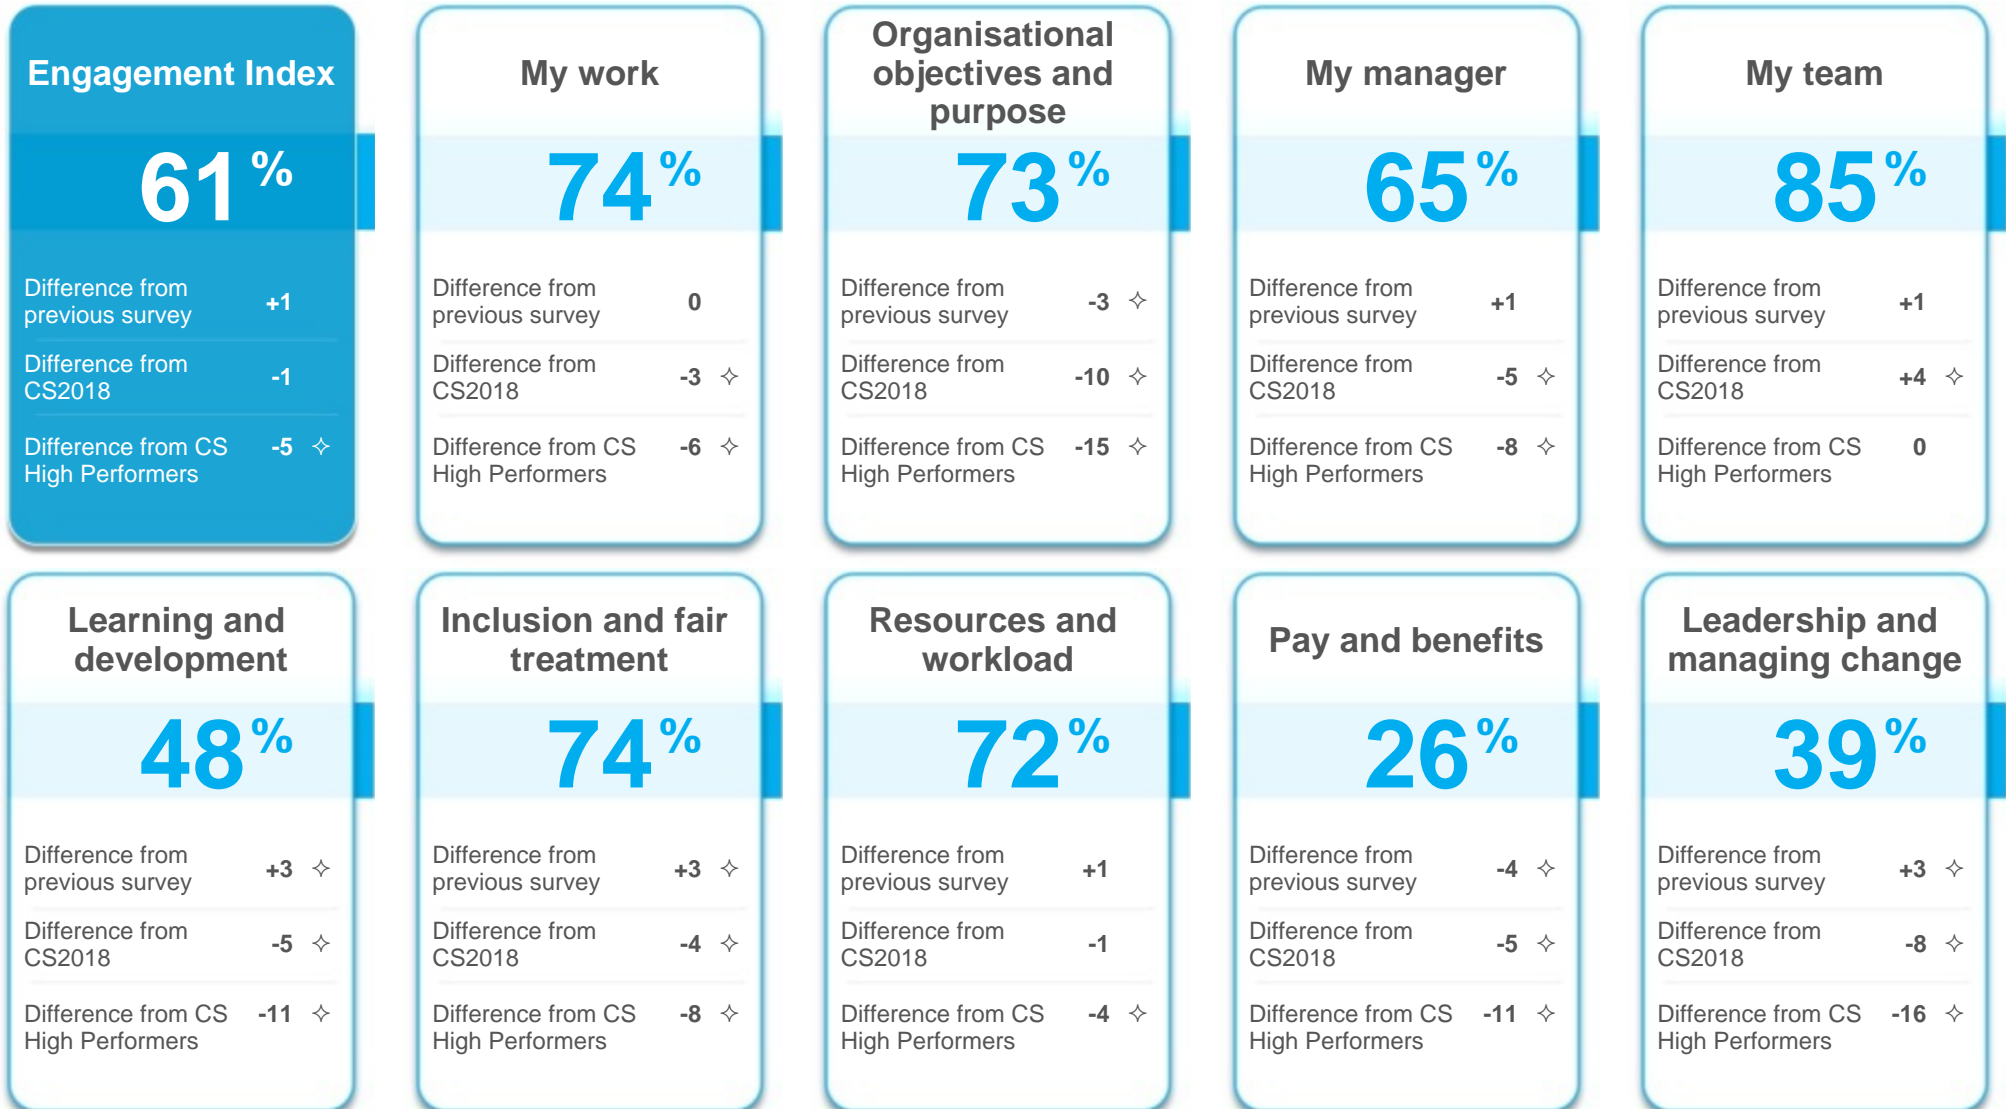 Engagement Index
61%
Difference from
previous survey +1
Difference from
CS2018 -1
Difference from CS
High Performers -5 ✧
My work
74%
Difference from
previous survey 0
Difference from
CS2018 -3 ✧
Difference from CS
High Performers -6 ✧
Organisational
objectives and
purpose
73%
Difference from
previous survey -3 ✧
Difference from
CS2018 -10 ✧
Difference from CS
High Performers -15 ✧
My manager
65%
Difference from
previous survey +1
Difference from
CS2018 -5 ✧
Difference from CS
High Performers -8 ✧
My team
85%
Difference from
previous survey +1
Difference from
CS2018 +4 ✧
Difference from CS
High Performers 0
Learning and
development
48%
Difference from
previous survey +3 ✧
Difference from
CS2018 -5 ✧
Difference from CS
High Performers -11 ✧
Inclusion and fair
treatment
74%
Difference from
previous survey +3 ✧
Difference from
CS2018 -4 ✧
Difference from CS
High Performers -8 ✧
Resources and
workload
72%
Difference from
previous survey +1
Difference from
CS2018 -1
Difference from CS
High Performers -4 ✧
Pay and benefits
26%
Difference from
previous survey -4 ✧
Difference from
CS2018 -5 ✧
Difference from CS
High Performers -11 ✧
Leadership and
managing change
39%
Difference from
previous survey +3 ✧
Difference from
CS2018 -8 ✧
Difference from CS
High Performers -16 ✧